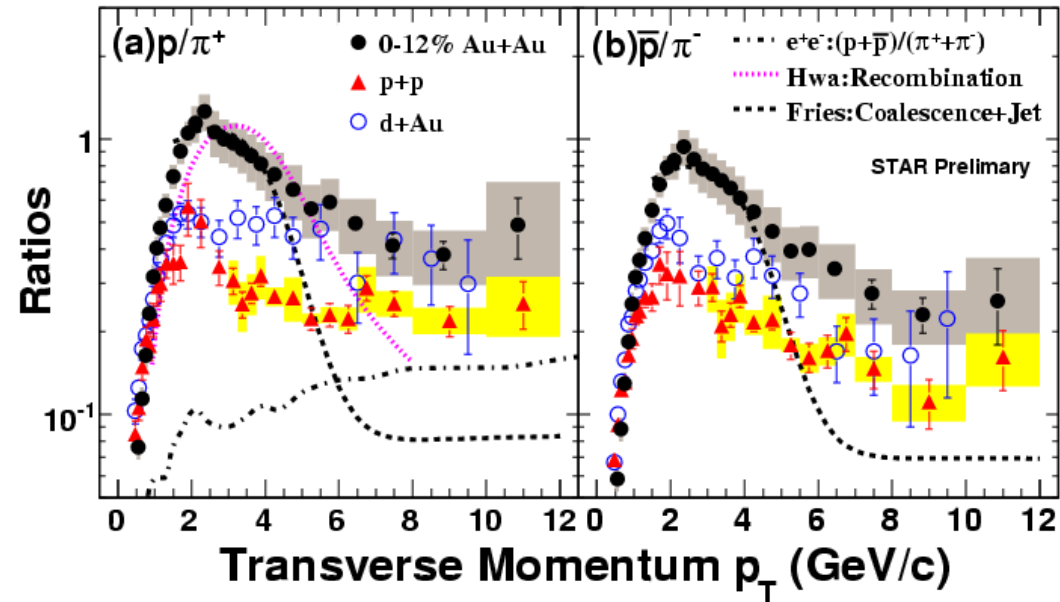 (a)p/π⁺
0-12% Au+Au
p+p
d+Au
(b)p̅/π⁻
e⁺e⁻:(p+p̅)/(π⁺+π⁻)
Hwa:Recombination
Fries:Coalescence+Jet
STAR Prelimary
Ratios
1
10⁻¹
0 2 4 6 8 10 12
0 2 4 6 8 10 12
Transverse Momentum p_T (GeV/c)